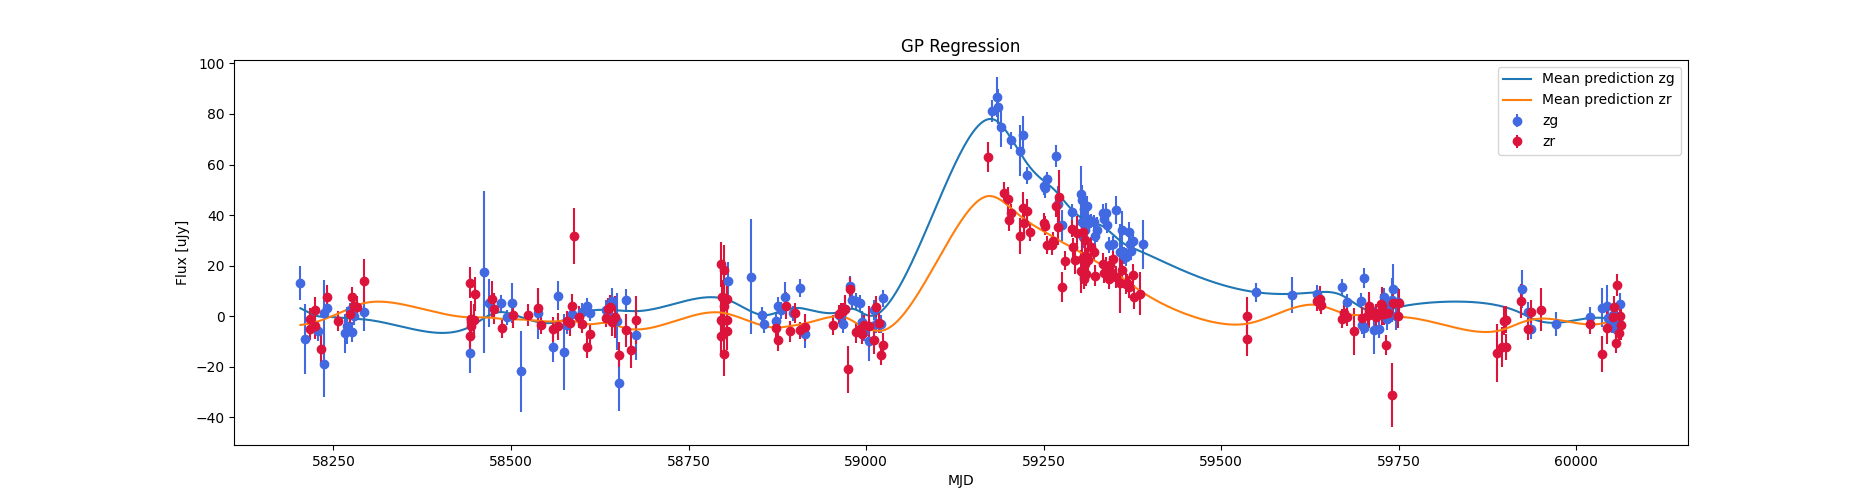 GP Regression
100
80
60
40
20
0
−20
−40
Flux [uJy]
58250
58500
58750
59000
59250
59500
59750
60000
MJD
Mean prediction zg
Mean prediction zr
zg
zr